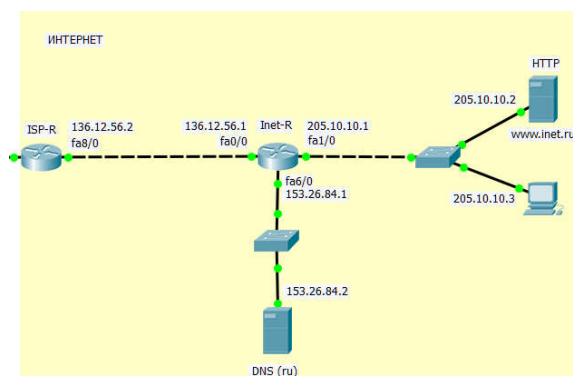 ИНТЕРНЕТ
HTTP
205.10.10.2
www.inet.ru
ISP-R
136.12.56.2
fa8/0
136.12.56.1
fa0/0
Inet-R
205.10.10.1
fa1/0
fa6/0
153.26.84.1
205.10.10.3
153.26.84.2
DNS (ru)